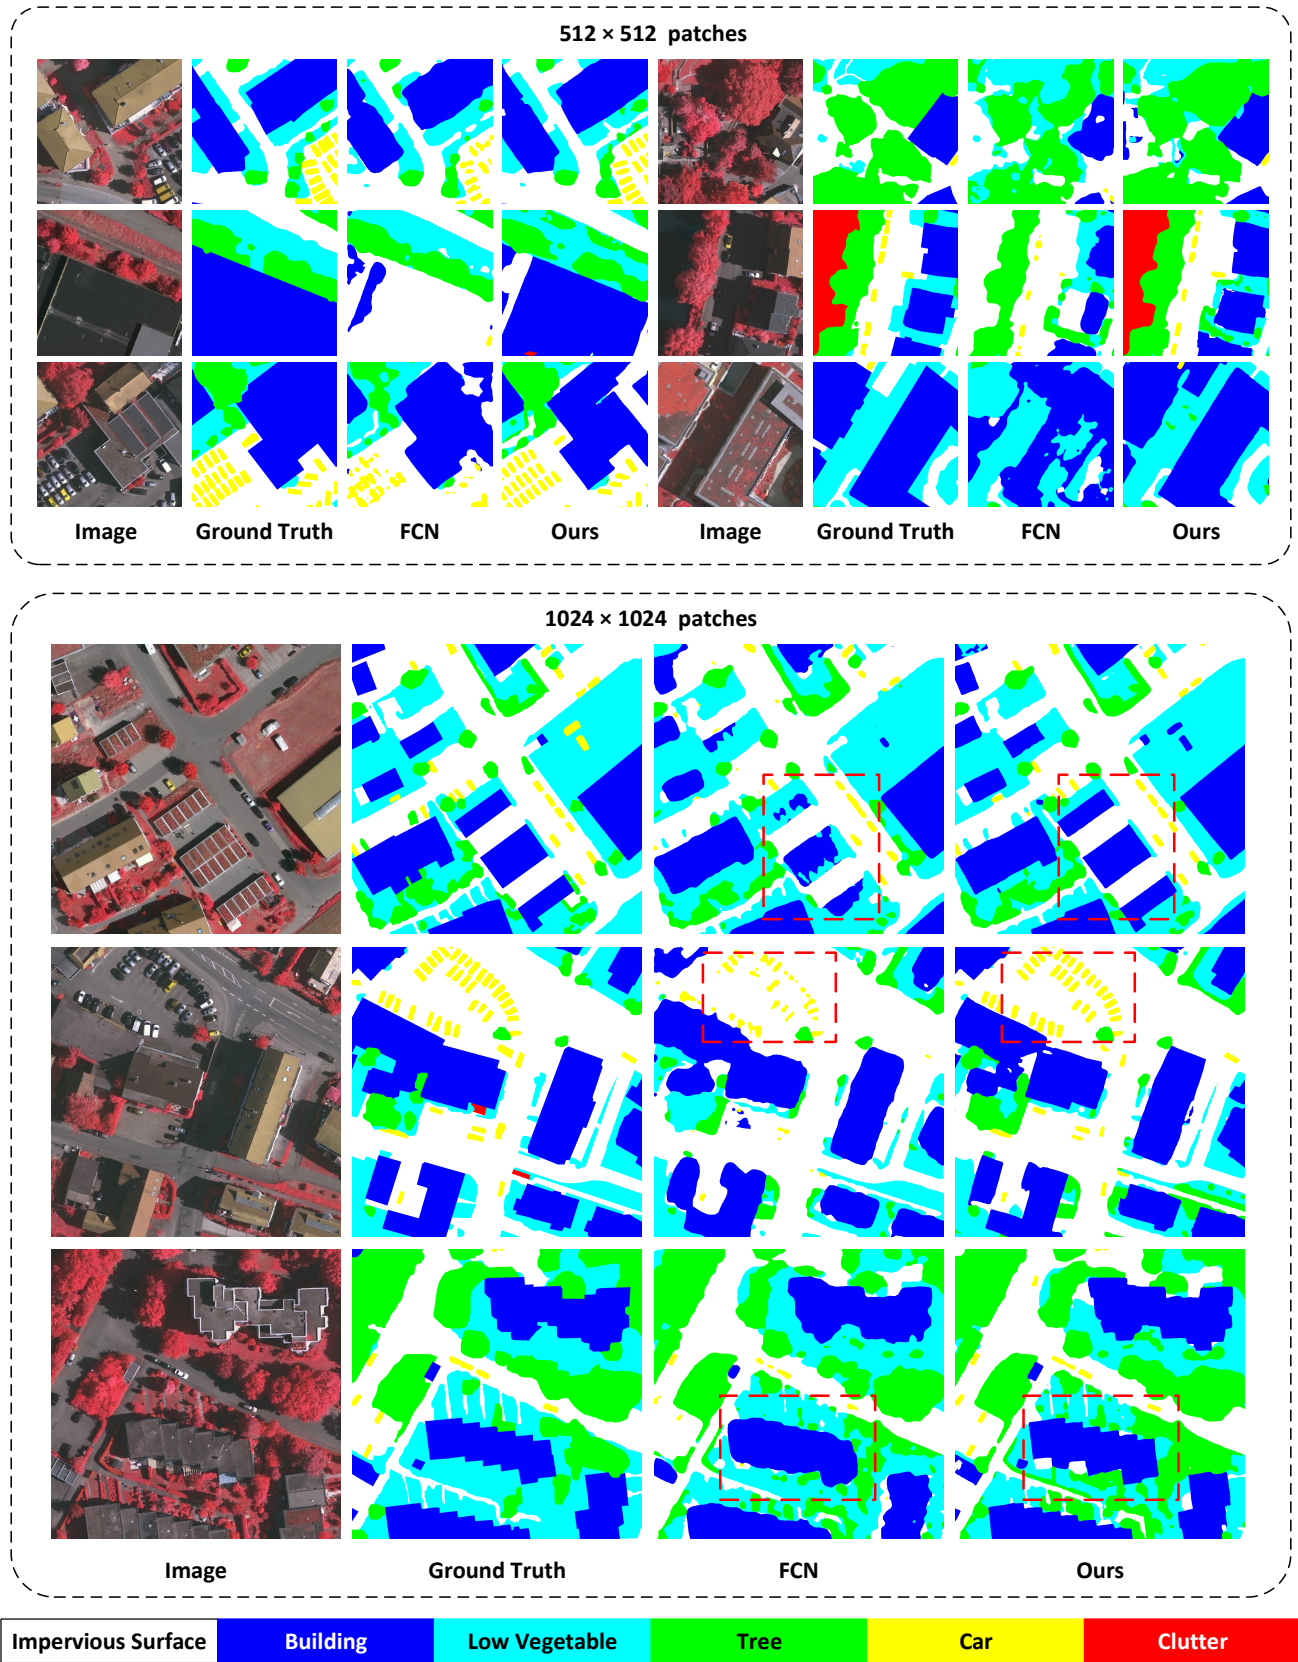 512 × 512 patches
Image Ground Truth FCN Ours Image Ground Truth FCN Ours
1024 × 1024 patches
Image Ground Truth FCN Ours
Impervious Surface Building Low Vegetable Tree Car Clutter